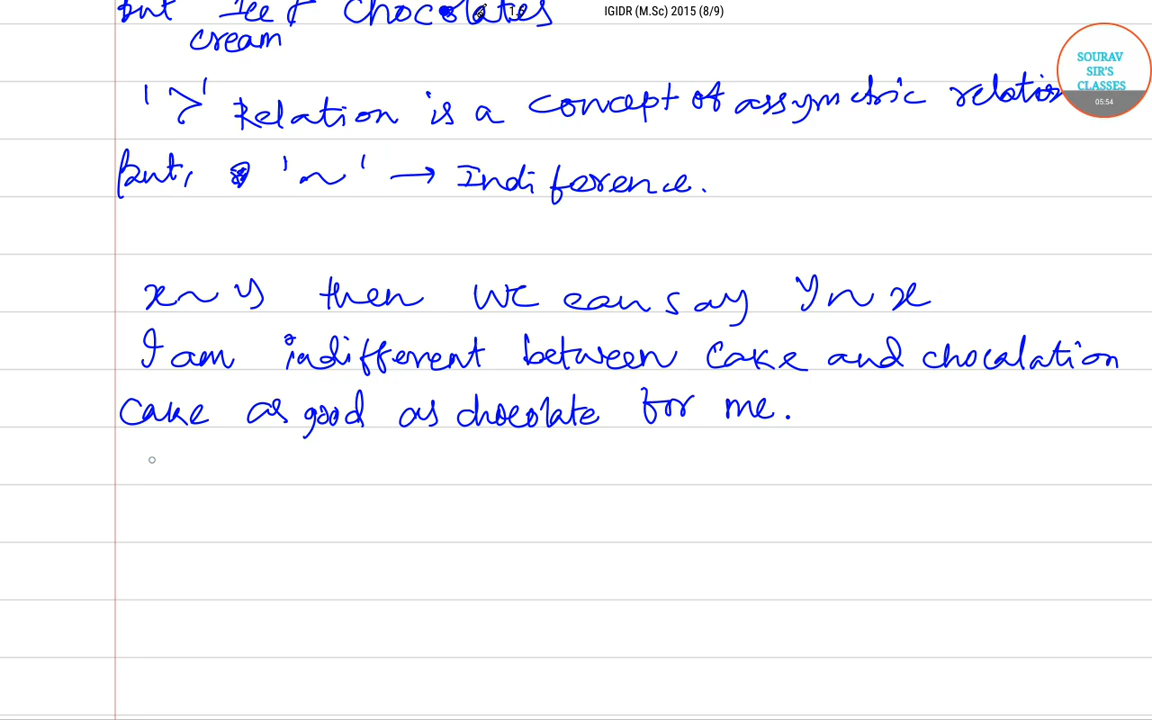 IGIDR (M.Sc) 2015 (8/9)
but Ice & Chocolates
cream
SOURAV
SIR'S
CLASSES
05:54
'≻' Relation is a concept of assymetric relation
but, '~' → Indiference.
x ~ y then we can say y ~ x
I am indifferent between Cake and chocalation
Cake as good as chocolate for me.